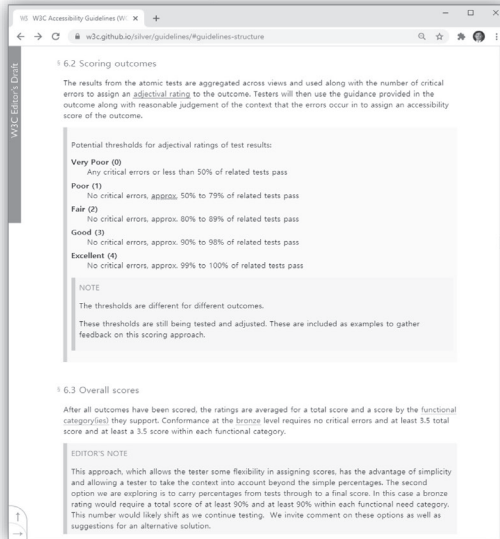 W3C Accessibility Guidelines (WC
w3c.github.io/silver/guidelines/#guidelines-structure
W3C Editor's Draft
§ 6.2 Scoring outcomes
The results from the atomic tests are aggregated across views and used along with the number of critical
errors to assign an adjectival rating to the outcome. Testers will then use the guidance provided in the
outcome along with reasonable judgement of the context that the errors occur in to assign an accessibility
score of the outcome.
Potential thresholds for adjectival ratings of test results:
Very Poor (0)
Any critical errors or less than 50% of related tests pass
Poor (1)
No critical errors, approx. 50% to 79% of related tests pass
Fair (2)
No critical errors, approx. 80% to 89% of related tests pass
Good (3)
No critical errors, approx. 90% to 98% of related tests pass
Excellent (4)
No critical errors, approx. 99% to 100% of related tests pass
NOTE
The thresholds are different for different outcomes.
These thresholds are still being tested and adjusted. These are included as examples to gather
feedback on this scoring approach.
§ 6.3 Overall scores
After all outcomes have been scored, the ratings are averaged for a total score and a score by the functional
category(ies) they support. Conformance at the bronze level requires no critical errors and at least 3.5 total
score and at least a 3.5 score within each functional category.
EDITOR'S NOTE
This approach, which allows the tester some flexibility in assigning scores, has the advantage of simplicity
and allowing a tester to take the context into account beyond the simple percentages. The second
option we are exploring is to carry percentages from tests through to a final score. In this case a bronze
rating would require a total score of at least 90% and at least 90% within each functional need category.
This number would likely shift as we continue testing. We invite comment on these options as well as
suggestions for an alternative solution.